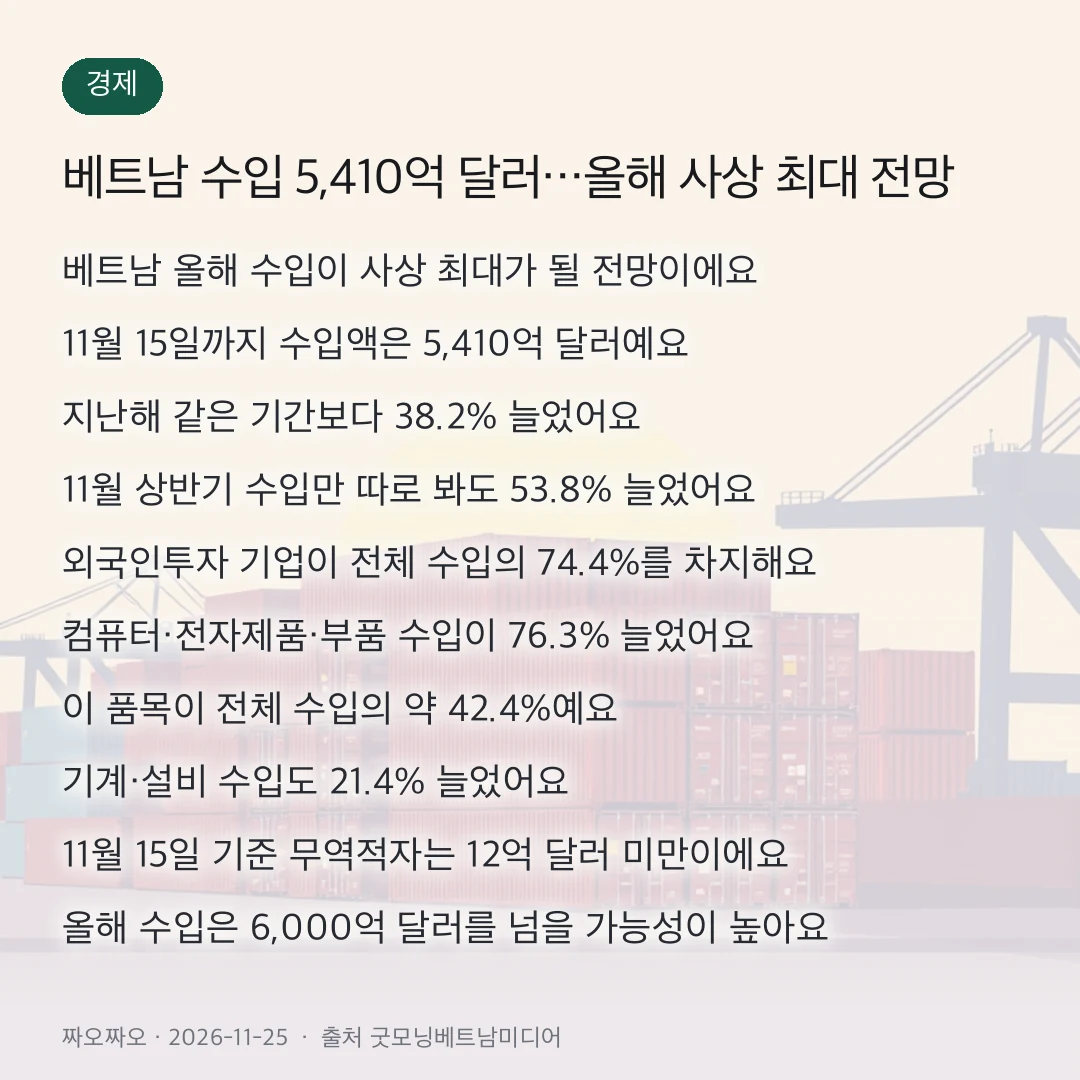 경제
베트남 수입 5,410억 달러…올해 사상 최대 전망
베트남 올해 수입이 사상 최대가 될 전망이에요
11월 15일까지 수입액은 5,410억 달러예요
지난해 같은 기간보다 38.2% 늘었어요
11월 상반기 수입만 따로 봐도 53.8% 늘었어요
외국인투자 기업이 전체 수입의 74.4%를 차지해요
컴퓨터·전자제품·부품 수입이 76.3% 늘었어요
이 품목이 전체 수입의 약 42.4%예요
기계·설비 수입도 21.4% 늘었어요
11월 15일 기준 무역적자는 12억 달러 미만이에요
올해 수입은 6,000억 달러를 넘을 가능성이 높아요
짜오짜오 · 2026-11-25 · 출처 굿모닝베트남미디어